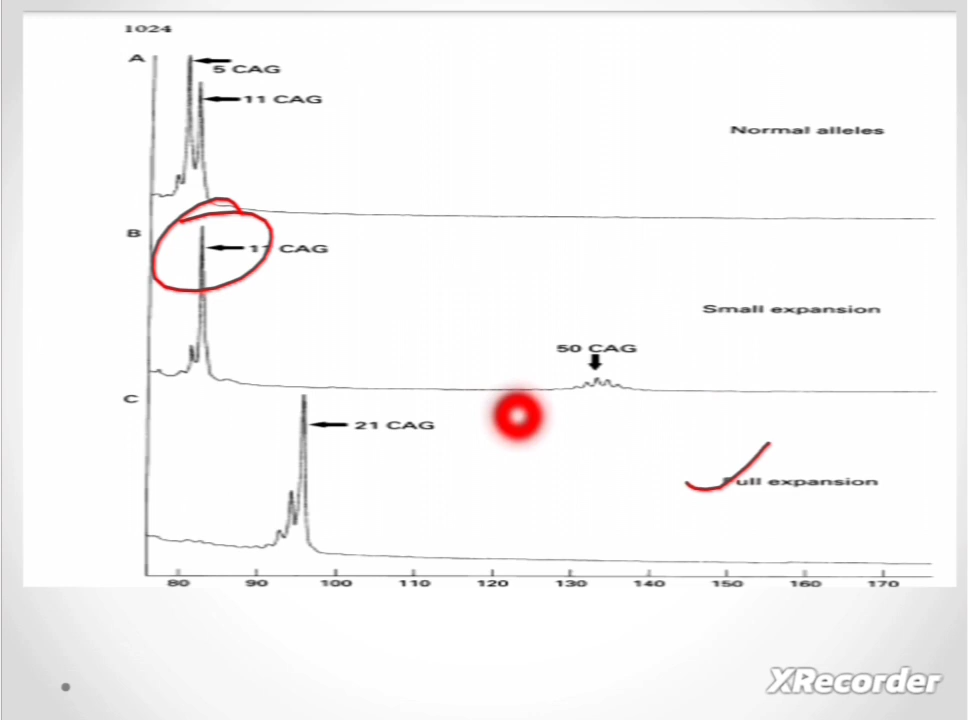 1024
A
5 CAG
11 CAG
Normal alleles
B
11 CAG
Small expansion
50 CAG
C
21 CAG
expansion
80 90 100 110 120 130 140 150 160 170
XRecorder